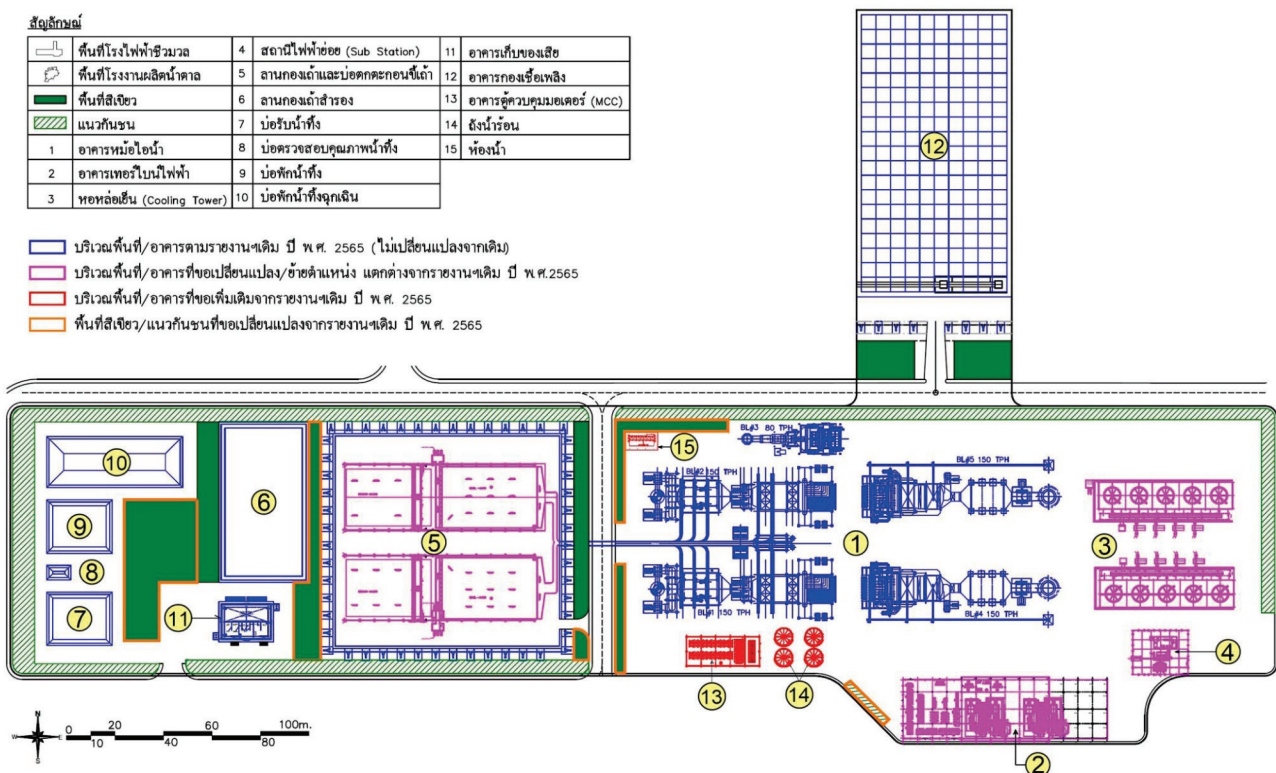 สัญลักษณ์
พื้นที่โรงไฟฟ้าชีวมวล 4 สถานีไฟฟ้าย่อย (Sub Station) 11 อาคารเก็บของเสีย
พื้นที่โรงงานผลิตน้ำตาล 5 ลานกองเถ้าและบ่อตกตะกอนขี้เถ้า 12 อาคารกองเชื้อเพลิง
พื้นที่สีเขียว 6 ลานกองเถ้าสำรอง 13 อาคารตู้ควบคุมมอเตอร์ (MCC)
แนวกันชน 7 บ่อรับน้ำทิ้ง 14 ถังน้ำร้อน
1 อาคารหม้อไอน้ำ 8 บ่อตรวจสอบคุณภาพน้ำทิ้ง 15 ห้องน้ำ
2 อาคารเทอร์ไบน์ไฟฟ้า 9 บ่อพักน้ำทิ้ง
3 หอหล่อเย็น (Cooling Tower) 10 บ่อพักน้ำทิ้งฉุกเฉิน
บริเวณพื้นที่/อาคารตามรายงานฯเดิม ปี พ.ศ. 2565 (ไม่เปลี่ยนแปลงจากเดิม)
บริเวณพื้นที่/อาคารที่ขอเปลี่ยนแปลง/ย้ายตำแหน่ง แตกต่างจากรายงานฯเดิม ปี พ.ศ.2565
บริเวณพื้นที่/อาคารที่ขอเพิ่มเติมจากรายงานฯเดิม ปี พ.ศ. 2565
พื้นที่สีเขียว/แนวกันชนที่ขอเปลี่ยนแปลงจากรายงานฯเดิม ปี พ.ศ. 2565
12
BL#3 80 TPH
15
10
BL#2 150 TPH
BL#5 150 TPH
6
9
5
1
3
8
7
11
BL#1 150 TPH
BL#4 150 TPH
4
13
14
2
N
W E
S
0 20 60 100m.
10 40 80